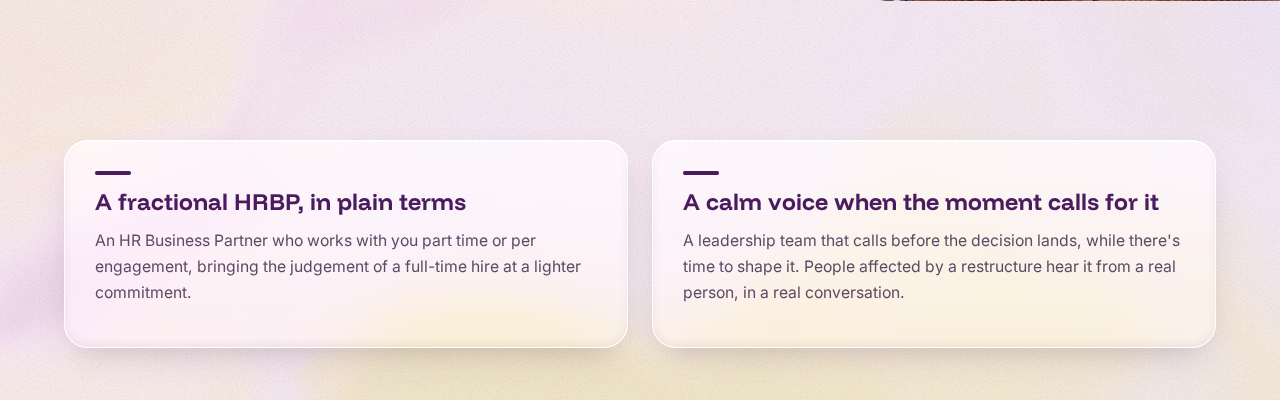 A fractional HRBP, in plain terms
An HR Business Partner who works with you part time or per
engagement, bringing the judgement of a full-time hire at a lighter
commitment.
A calm voice when the moment calls for it
A leadership team that calls before the decision lands, while there's
time to shape it. People affected by a restructure hear it from a real
person, in a real conversation.